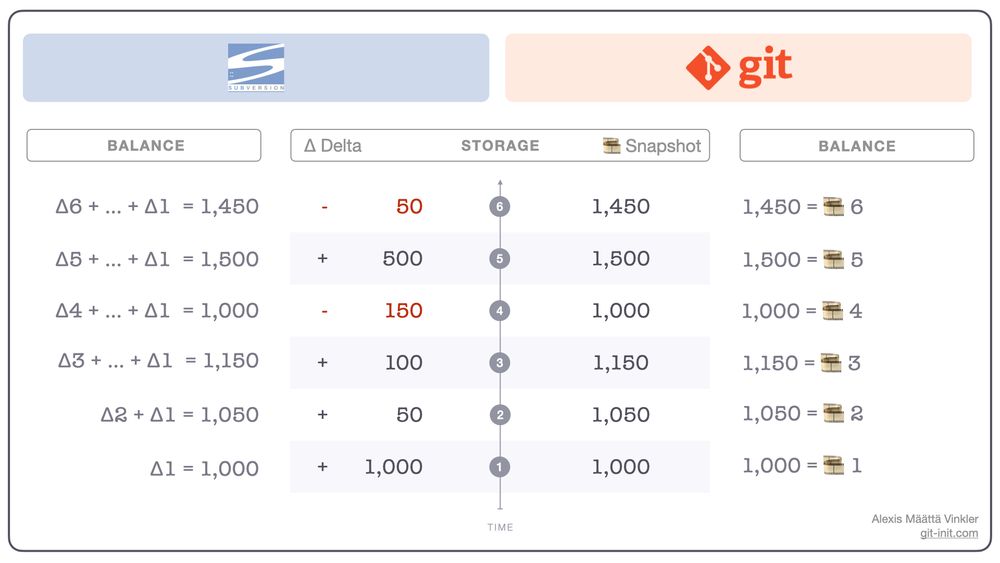 SUBVERSION
git
BALANCE
Δ Delta STORAGE Snapshot
BALANCE
Δ6 + ... + Δ1 = 1,450 - 50 6 1,450 1,450 = 6
Δ5 + ... + Δ1 = 1,500 + 500 5 1,500 1,500 = 5
Δ4 + ... + Δ1 = 1,000 - 150 4 1,000 1,000 = 4
Δ3 + ... + Δ1 = 1,150 + 100 3 1,150 1,150 = 3
Δ2 + Δ1 = 1,050 + 50 2 1,050 1,050 = 2
Δ1 = 1,000 + 1,000 1 1,000 1,000 = 1
TIME
Alexis Määttä Vinkler
git-init.com